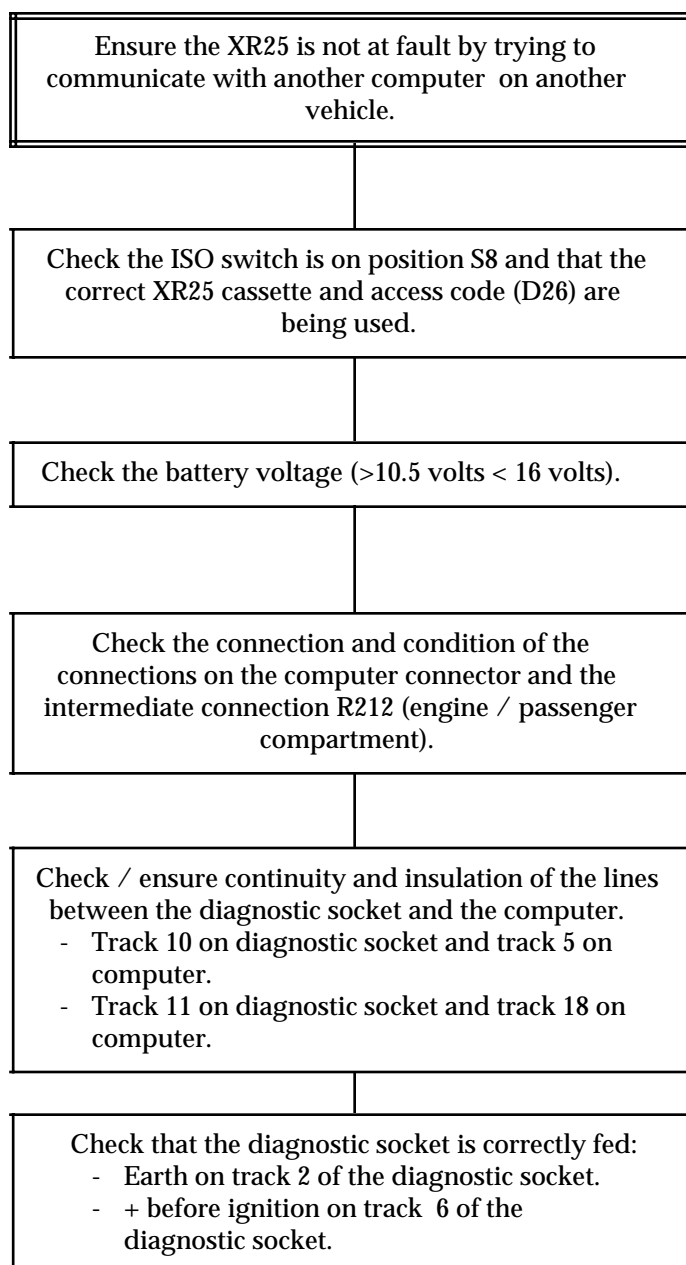 Ensure the XR25 is not at fault by trying to
communicate with another computer on another
vehicle.
Check the ISO switch is on position S8 and that the
correct XR25 cassette and access code (D26) are
being used.
Check the battery voltage (>10.5 volts < 16 volts).
Check the connection and condition of the
connections on the computer connector and the
intermediate connection R212 (engine / passenger
compartment).
Check / ensure continuity and insulation of the lines
between the diagnostic socket and the computer.
- Track 10 on diagnostic socket and track 5 on
computer.
- Track 11 on diagnostic socket and track 18 on
computer.
Check that the diagnostic socket is correctly fed:
- Earth on track 2 of the diagnostic socket.
- + before ignition on track 6 of the
diagnostic socket.